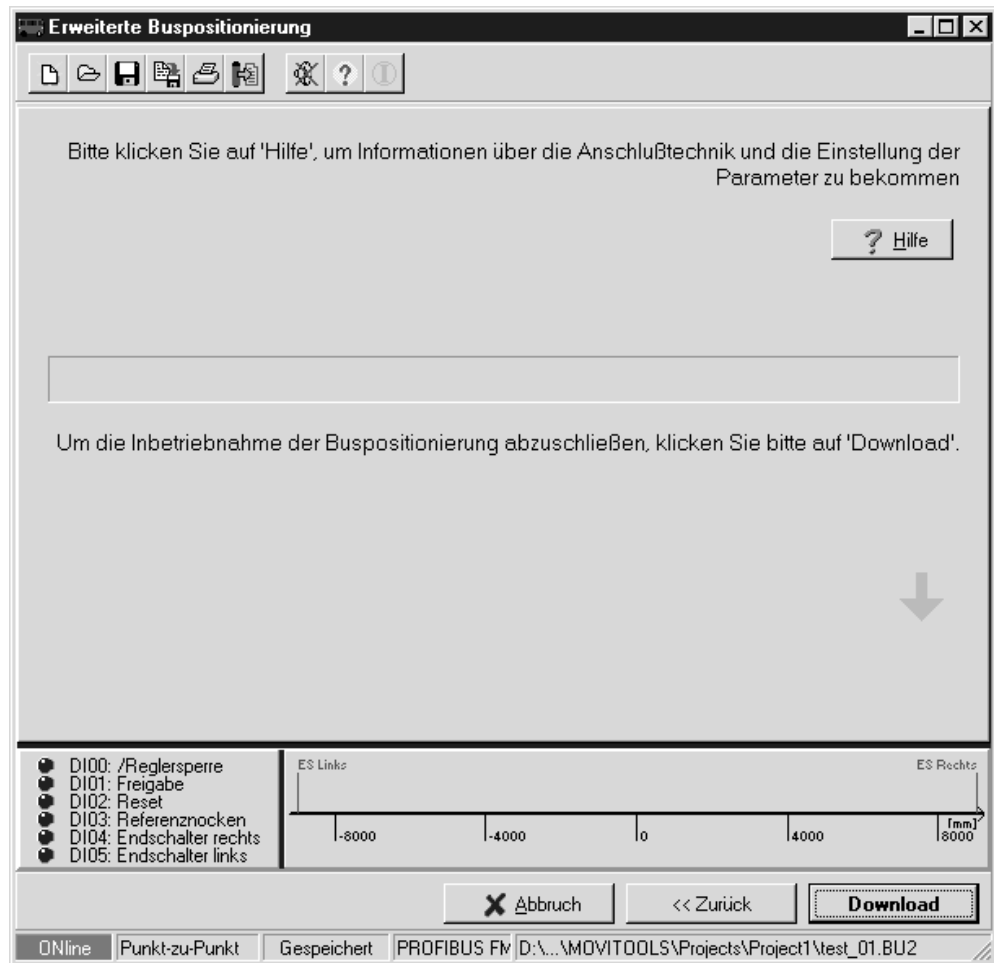 Erweiterte Buspositionierung
Bitte klicken Sie auf 'Hilfe', um Informationen über die Anschlußtechnik und die Einstellung der
Parameter zu bekommen
? Hilfe
Um die Inbetriebnahme der Buspositionierung abzuschließen, klicken Sie bitte auf 'Download'.
DI00: /Reglersperre
DI01: Freigabe
DI02: Reset
DI03: Referenznocken
DI04: Endschalter rechts
DI05: Endschalter links
ES Links
ES Rechts
[mm]
-8000 -4000 0 4000 8000
Abbruch
<< Zurück
Download
ONline Punkt-zu-Punkt Gespeichert PROFIBUS FM D:\...\MOVITOOLS\Projects\Project1\test_01.BU2